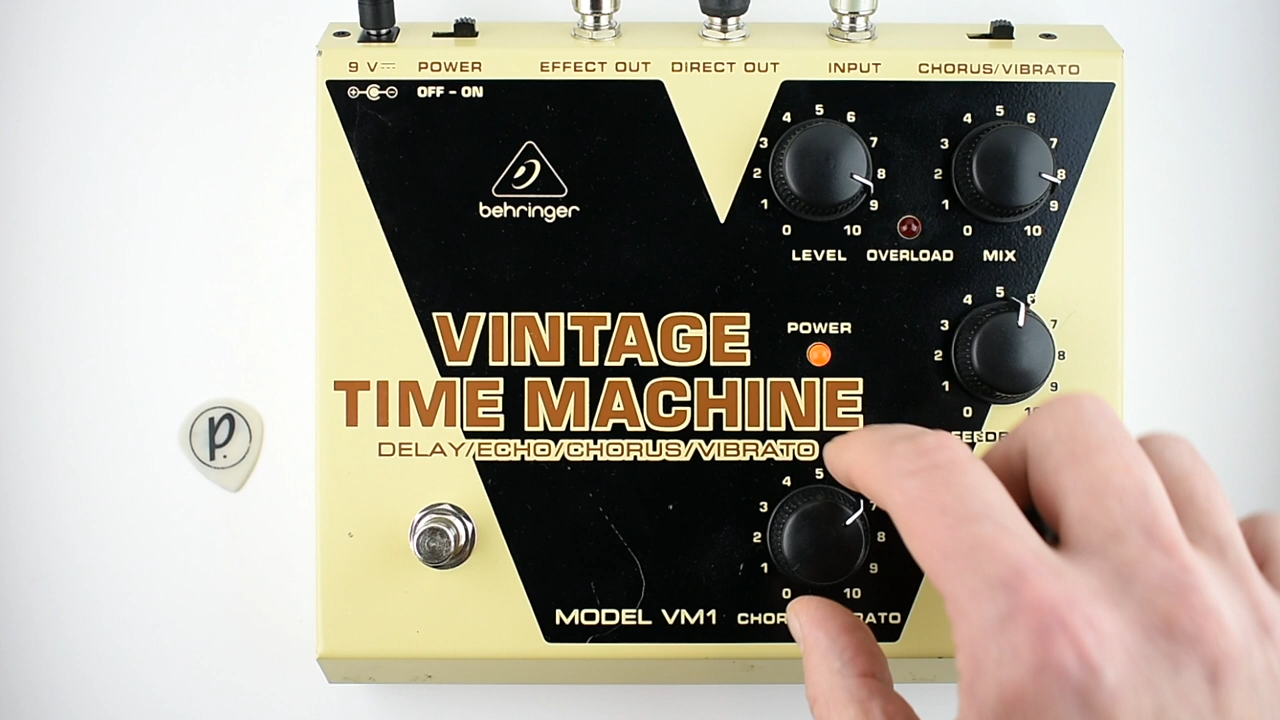 9 V
POWER
EFFECT OUT
DIRECT OUT
INPUT
CHORUS/VIBRATO
OFF - ON
behringer
4 5 6
3 7
2 8
1 9
0 10
LEVEL
OVERLOAD
4 5 6
3 7
2 8
1 9
0 10
MIX
VINTAGE
TIME MACHINE
DELAY/ECHO/CHORUS/VIBRATO
POWER
4 5 6
3 7
2 8
1 9
0
p.
4 5
3 7
2 8
1 9
0 10
MODEL VM1